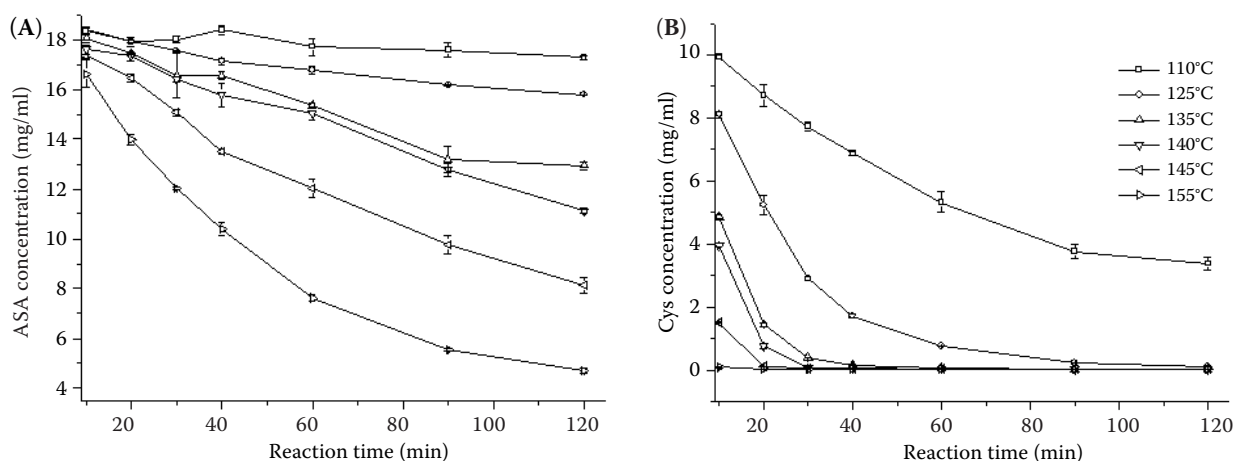 (A)
ASA concentration (mg/ml)
18
16
14
12
10
8
6
4
20 40 60 80 100 120
Reaction time (min)
(B)
Cys concentration (mg/ml)
10
8
6
4
2
0
20 40 60 80 100 120
Reaction time (min)
110°C
125°C
135°C
140°C
145°C
155°C